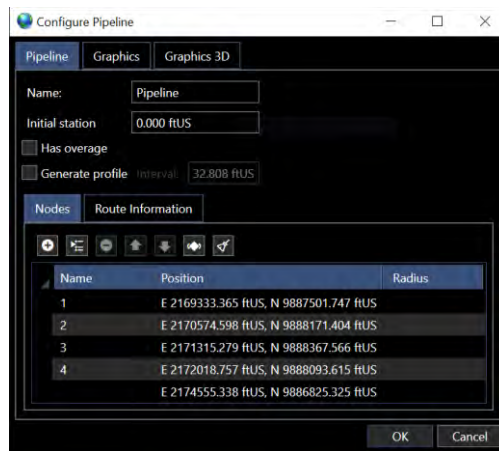 Configure Pipeline
Pipeline Graphics Graphics 3D
Name: Pipeline
Initial station 0.000 ftUS
Has overage
Generate profile Interval: 32.808 ftUS
Nodes Route Information
Name Position Radius
1 E 2169333.365 ftUS, N 9887501.747 ftUS
2 E 2170574.598 ftUS, N 9888171.404 ftUS
3 E 2171315.279 ftUS, N 9888367.566 ftUS
4 E 2172018.757 ftUS, N 9888093.615 ftUS
E 2174555.338 ftUS, N 9886825.325 ftUS
OK Cancel